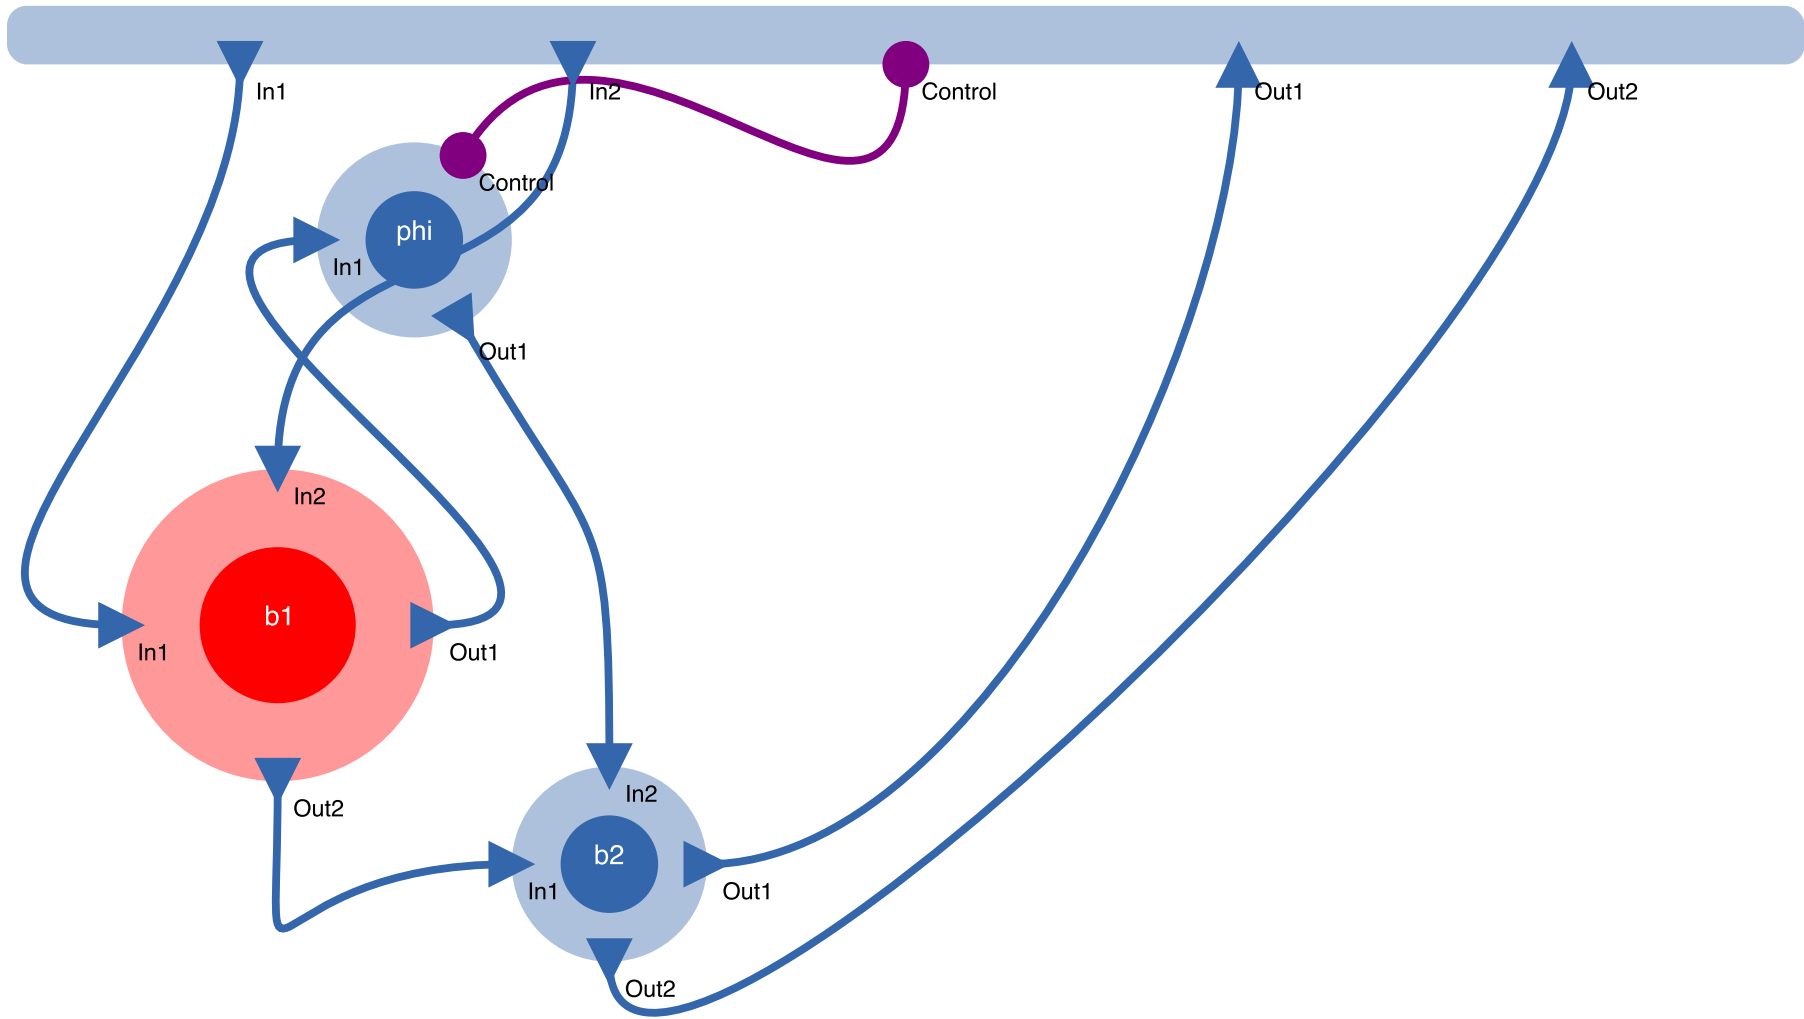 In1
In2
Control
Out1
Out2
Control
phi
In1
Out1
In2
b1
In1
Out1
Out2
In2
b2
In1
Out1
Out2